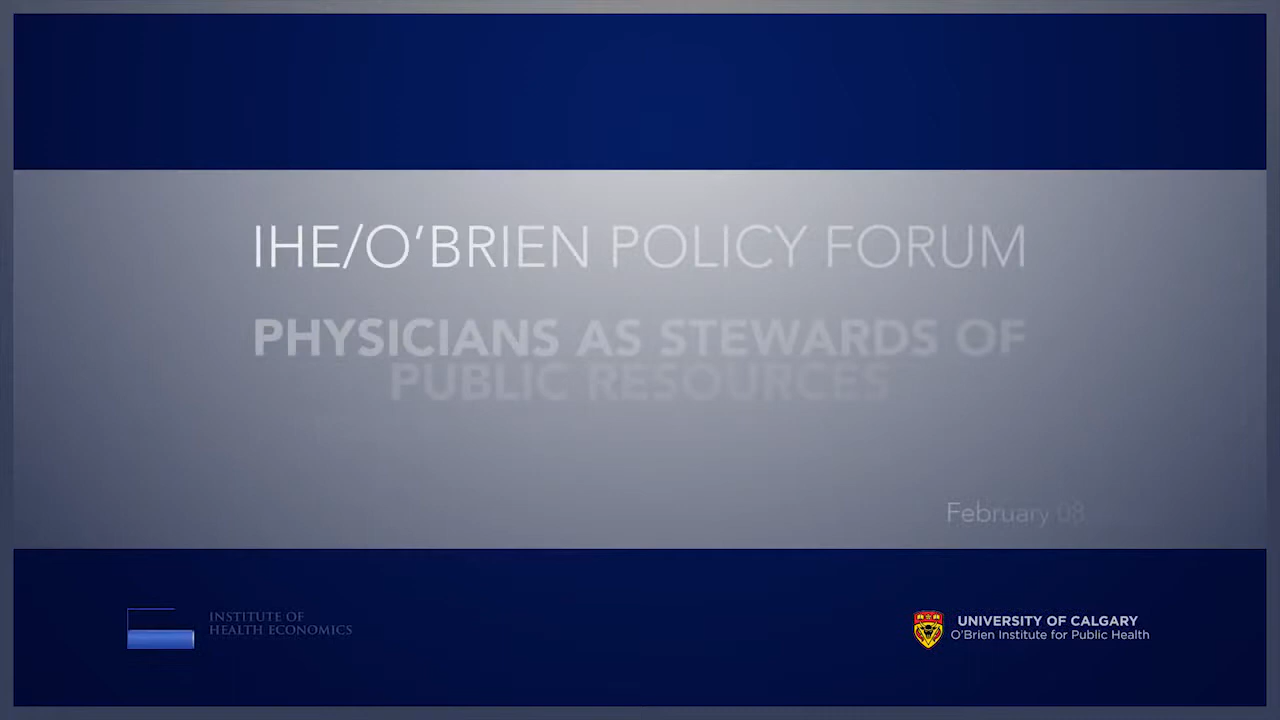 IHE/O'BRIEN POLICY FORUM
PHYSICIANS AS STEWARDS OF
PUBLIC RESOURCES
February 08
INSTITUTE OF
HEALTH ECONOMICS
UNIVERSITY OF CALGARY
O'Brien Institute for Public Health